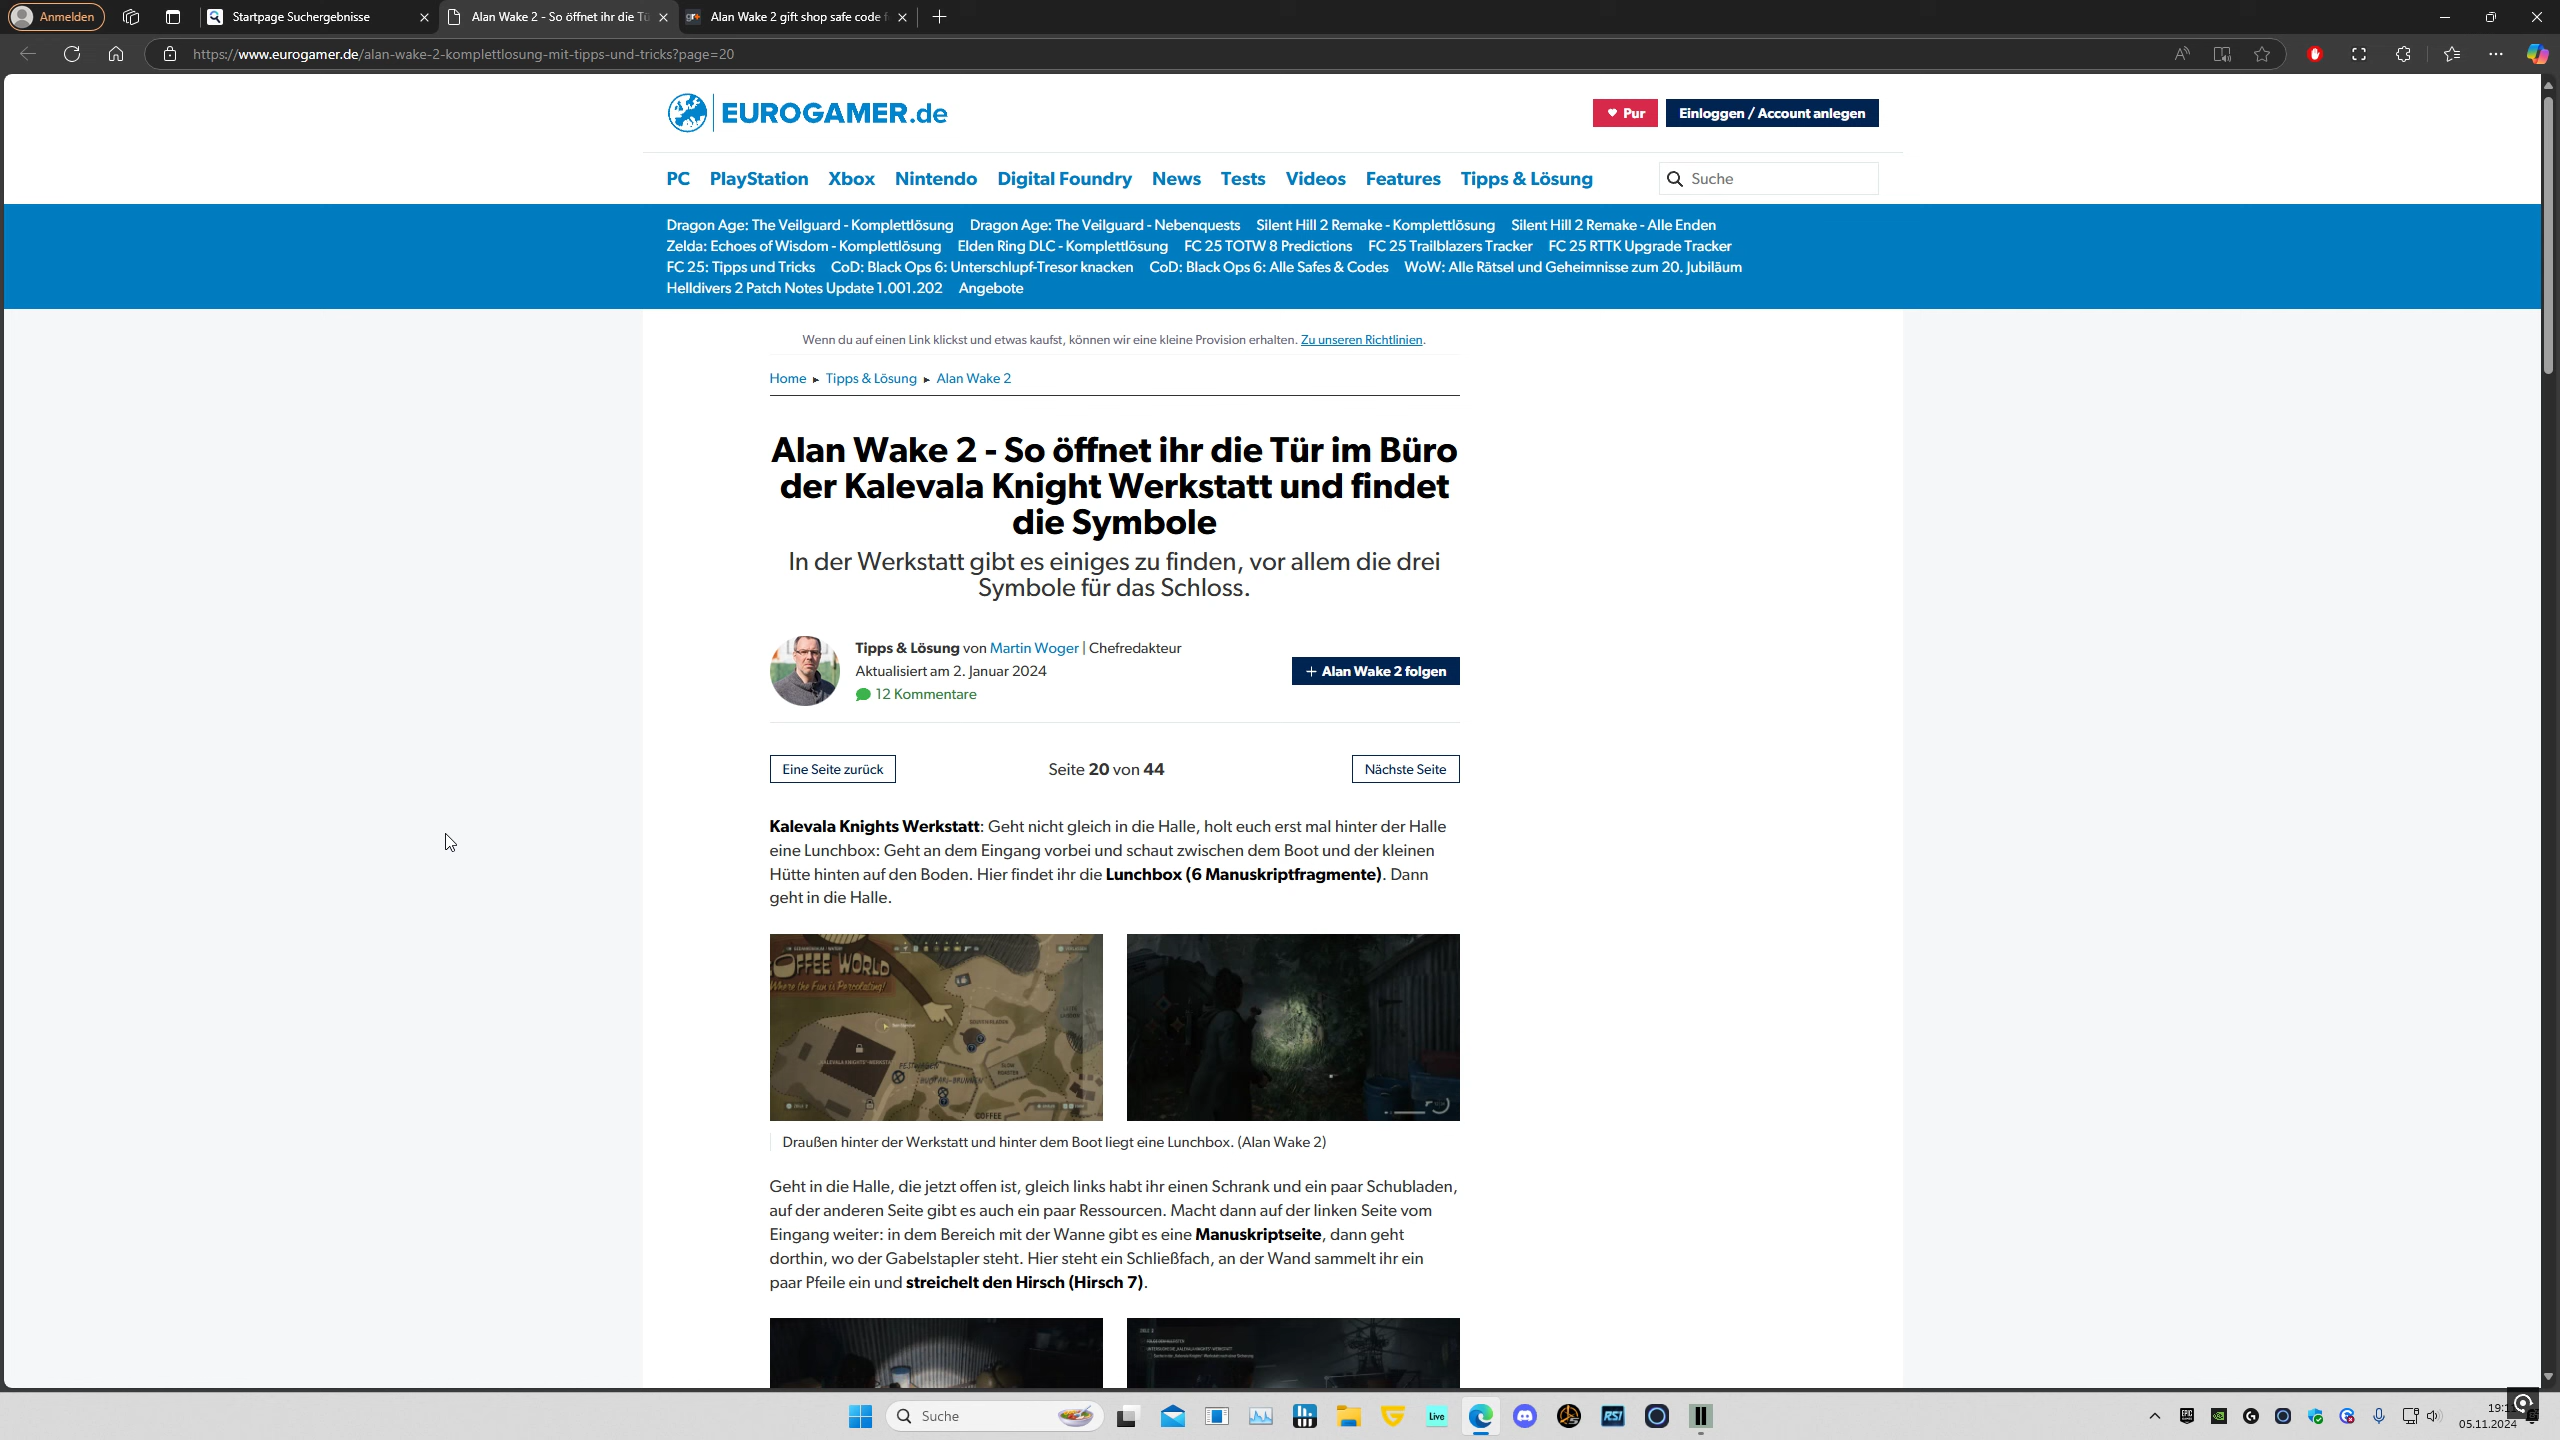 Anmelden
Startpage Suchergebnisse
Alan Wake 2 - So öffnet ihr die Tü
Alan Wake 2 gift shop safe code f
https://www.eurogamer.de/alan-wake-2-komplettlosung-mit-tipps-und-tricks?page=20
EUROGAMER.de
Pur
Einloggen / Account anlegen
PC PlayStation Xbox Nintendo Digital Foundry News Tests Videos Features Tipps & Lösung
Suche
Dragon Age: The Veilguard - Komplettlösung Dragon Age: The Veilguard - Nebenquests Silent Hill 2 Remake - Komplettlösung Silent Hill 2 Remake - Alle Enden
Zelda: Echoes of Wisdom - Komplettlösung Elden Ring DLC - Komplettlösung FC 25 TOTW 8 Predictions FC 25 Trailblazers Tracker FC 25 RTTK Upgrade Tracker
FC 25: Tipps und Tricks CoD: Black Ops 6: Unterschlupf-Tresor knacken CoD: Black Ops 6: Alle Safes & Codes WoW: Alle Rätsel und Geheimnisse zum 20. Jubiläum
Helldivers 2 Patch Notes Update 1.001.202 Angebote
Wenn du auf einen Link klickst und etwas kaufst, können wir eine kleine Provision erhalten. Zu unseren Richtlinien.
Home ▸ Tipps & Lösung ▸ Alan Wake 2
Alan Wake 2 - So öffnet ihr die Tür im Büro
der Kalevala Knight Werkstatt und findet
die Symbole
In der Werkstatt gibt es einiges zu finden, vor allem die drei
Symbole für das Schloss.
Tipps & Lösung von Martin Woger | Chefredakteur
Aktualisiert am 2. Januar 2024
12 Kommentare
+ Alan Wake 2 folgen
Eine Seite zurück
Seite 20 von 44
Nächste Seite
Kalevala Knights Werkstatt: Geht nicht gleich in die Halle, holt euch erst mal hinter der Halle
eine Lunchbox: Geht an dem Eingang vorbei und schaut zwischen dem Boot und der kleinen
Hütte hinten auf den Boden. Hier findet ihr die Lunchbox (6 Manuskriptfragmente). Dann
geht in die Halle.
COFFEE WORLD
Where the Fun is Percolating!
COFFEE
Draußen hinter der Werkstatt und hinter dem Boot liegt eine Lunchbox. (Alan Wake 2)
Geht in die Halle, die jetzt offen ist, gleich links habt ihr einen Schrank und ein paar Schubladen,
auf der anderen Seite gibt es auch ein paar Ressourcen. Macht dann auf der linken Seite vom
Eingang weiter: in dem Bereich mit der Wanne gibt es eine Manuskriptseite, dann geht
dorthin, wo der Gabelstapler steht. Hier steht ein Schließfach, an der Wand sammelt ihr ein
paar Pfeile ein und streichelt den Hirsch (Hirsch 7).
Suche
Live
RSI
05.11.2024